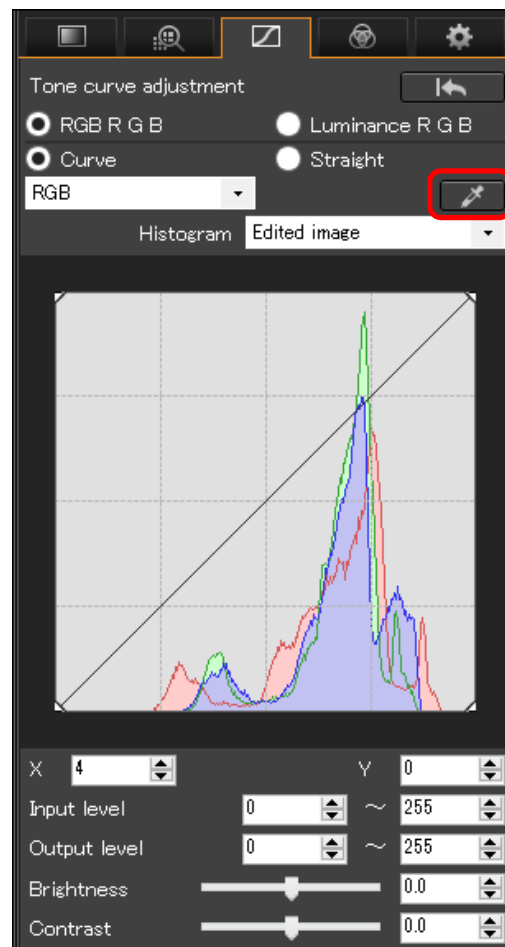 Tone curve adjustment
RGB R G B Luminance R G B
Curve Straight
RGB
Histogram Edited image
X 4 Y 0
Input level 0 ～ 255
Output level 0 ～ 255
Brightness 0.0
Contrast 0.0